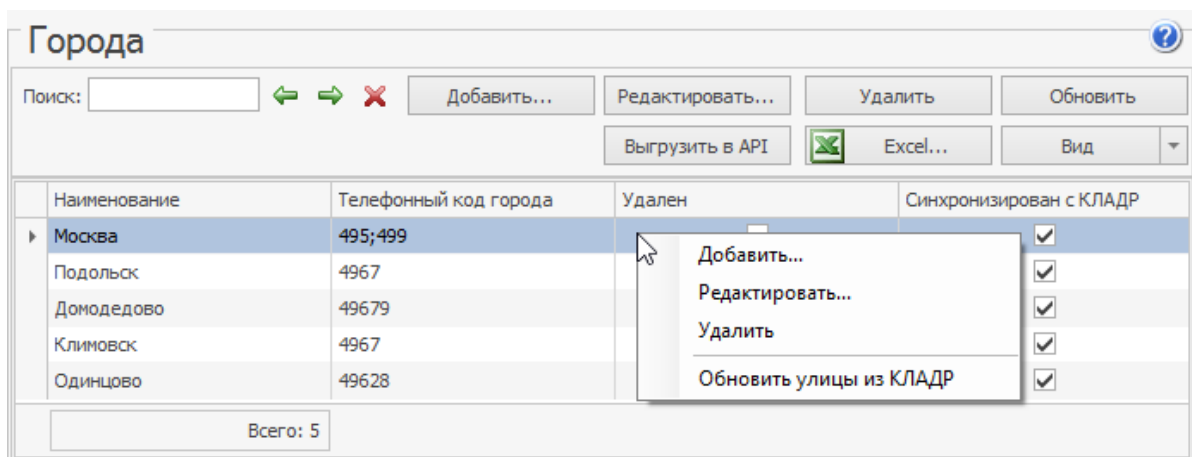 Города
Поиск: Добавить... Редактировать... Удалить Обновить
Выгрузить в API Excel... Вид
Наименование Телефонный код города Удален Синхронизирован с КЛАДР
Москва 495;499
Подольск 4967
Домодедово 49679
Климовск 4967
Одинцово 49628
Добавить...
Редактировать...
Удалить
Обновить улицы из КЛАДР
Всего: 5